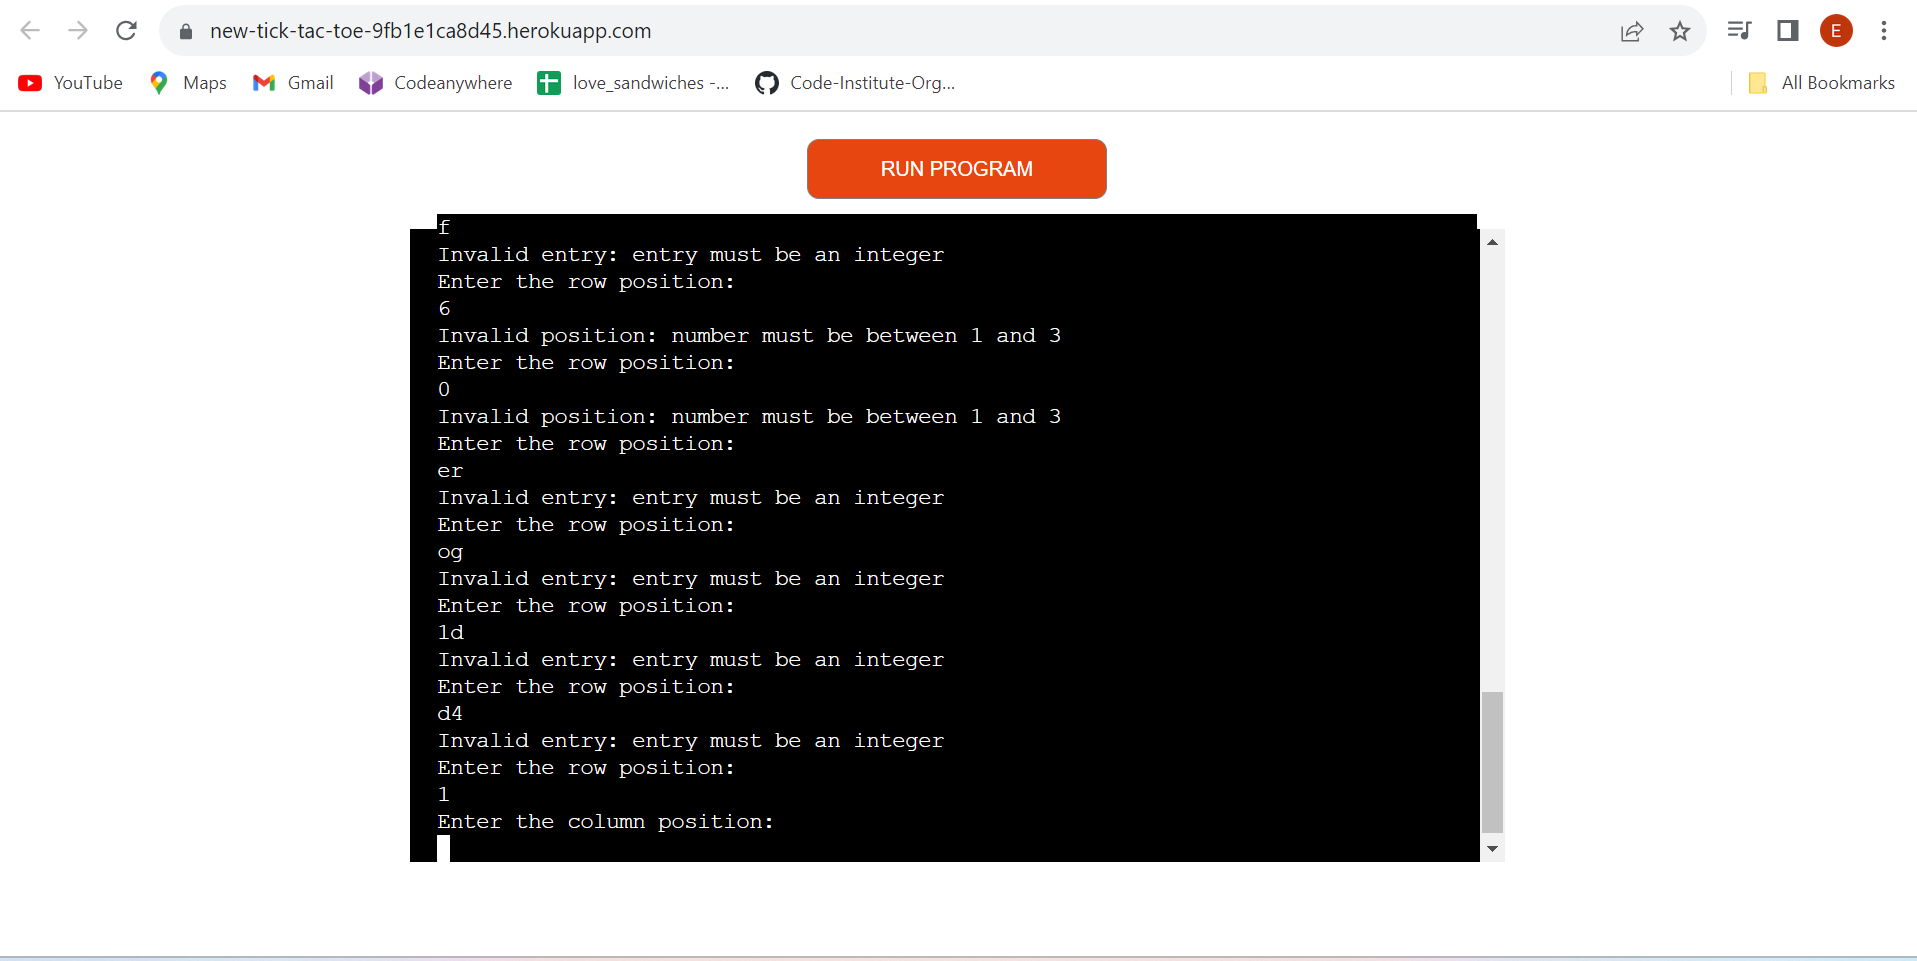 new-tick-tac-toe-9fb1e1ca8d45.herokuapp.com
E
YouTube Maps Gmail Codeanywhere love_sandwiches -... Code-Institute-Org... All Bookmarks
RUN PROGRAM
f
Invalid entry: entry must be an integer
Enter the row position:
6
Invalid position: number must be between 1 and 3
Enter the row position:
0
Invalid position: number must be between 1 and 3
Enter the row position:
er
Invalid entry: entry must be an integer
Enter the row position:
og
Invalid entry: entry must be an integer
Enter the row position:
1d
Invalid entry: entry must be an integer
Enter the row position:
d4
Invalid entry: entry must be an integer
Enter the row position:
1
Enter the column position: